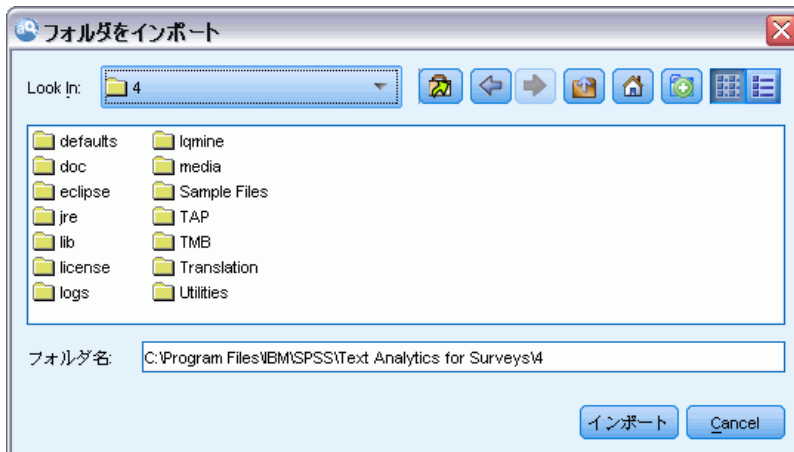 フォルダをインポート
Look In: 4
defaults lqmine
doc media
eclipse Sample Files
jre TAP
lib TMB
license Translation
logs Utilities
フォルダ名: C:\Program Files\IBM\SPSS\Text Analytics for Surveys\4
インポート Cancel